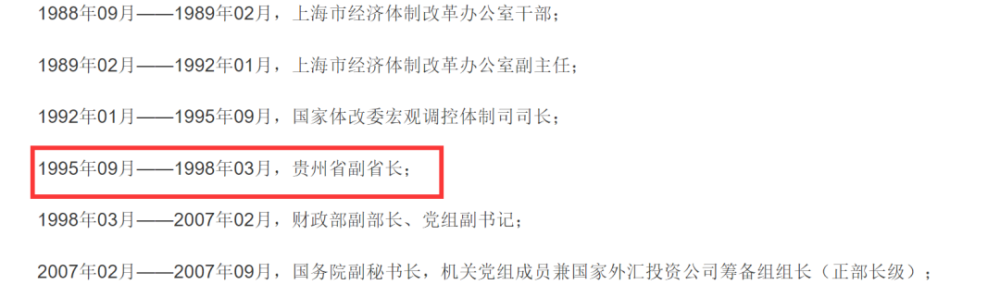 1988年09月——1989年02月，上海市经济体制改革办公室干部；
1989年02月——1992年01月，上海市经济体制改革办公室副主任；
1992年01月——1995年09月，国家体改委宏观调控体制司司长；
1995年09月——1998年03月，贵州省副省长；
1998年03月——2007年02月，财政部副部长、党组副书记；
2007年02月——2007年09月，国务院副秘书长，机关党组成员兼国家外汇投资公司筹备组组长（正部长级）；